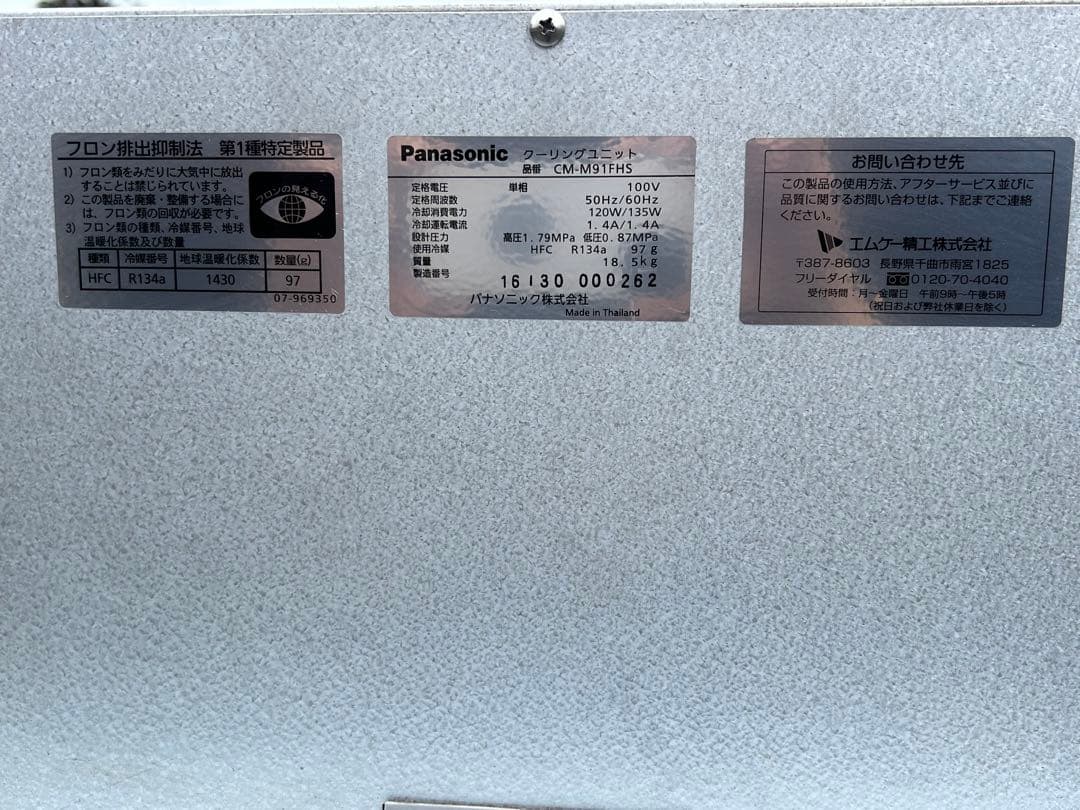 フロン排出抑制法 第1種特定製品
1) フロン類をみだりに大気中に放出
することは禁じられています。
2) この製品を廃棄・整備する場合に
は、フロン類の回収が必要です。
3) フロン類の種類、冷媒番号、地球
温暖化係数及び数量
フロンの見える化
種類 冷媒番号 地球温暖化係数 数量(g)
HFC R134a 1430 97
07-969350
Panasonic クーリングユニット
品番 CM-M91FHS
定格電圧 単相 100V
定格周波数 50Hz/60Hz
冷却消費電力 120W/135W
冷却運転電流 1.4A/1.4A
設計圧力 高圧1.79MPa 低圧0.87MPa
使用冷媒 HFC R134a 97g
質量 18.5kg
製造番号 16130 000262
パナソニック株式会社
Made in Thailand
お問い合わせ先
この製品の使用方法、アフターサービス並びに
品質に関するお問い合わせは、下記までご連絡
ください。
エムケー精工株式会社
〒387-8603 長野県千曲市雨宮1825
フリーダイヤル 0120-70-4040
受付時間：月〜金曜日 午前9時〜午後5時
(祝日および弊社休業日を除く)